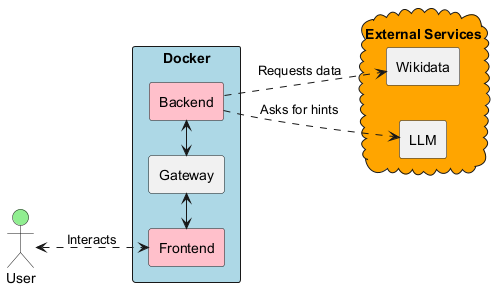 External Services
Docker
Wikidata
Requests data
Backend
Asks for hints
LLM
Gateway
Interacts
Frontend
User